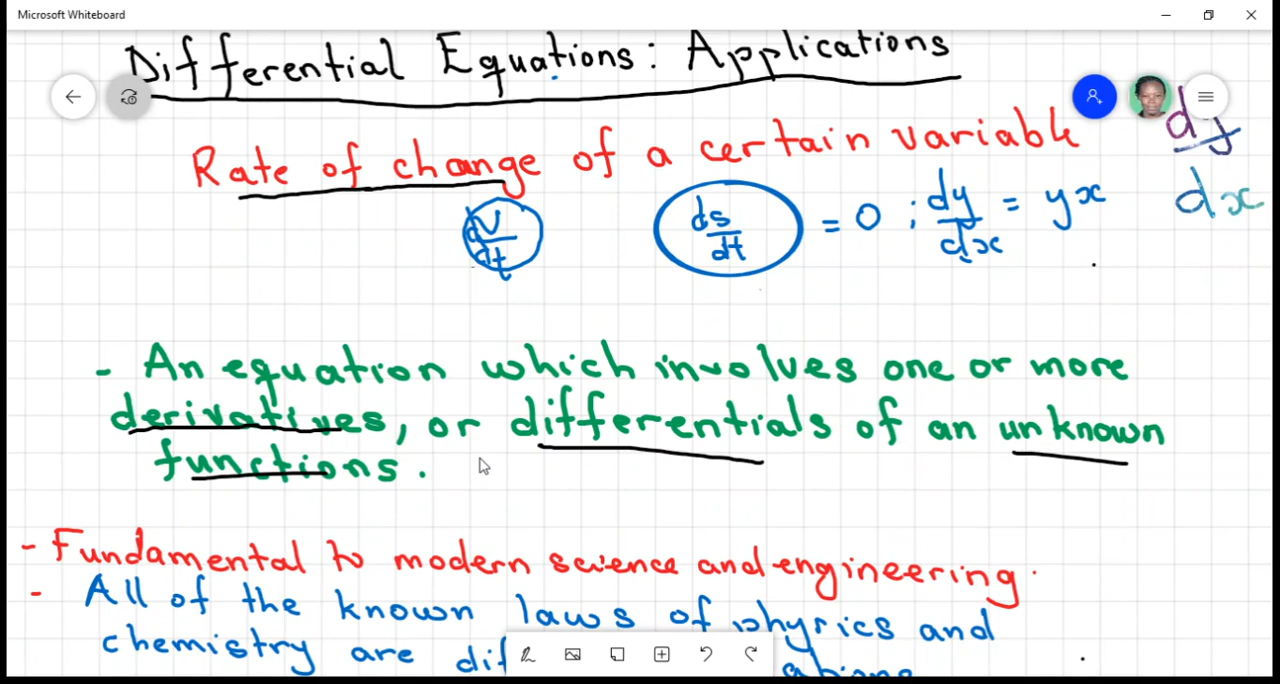 Microsoft Whiteboard
Differential Equations: Applications
Rate of change of a certain variable
dV/dt ds/dt = 0 ; dy/dx = yx
dy/dx
- An equation which involves one or more
derivatives, or differentials of an unknown
functions.
- Fundamental to modern science and engineering.
- All of the known laws of physics and
chemistry are